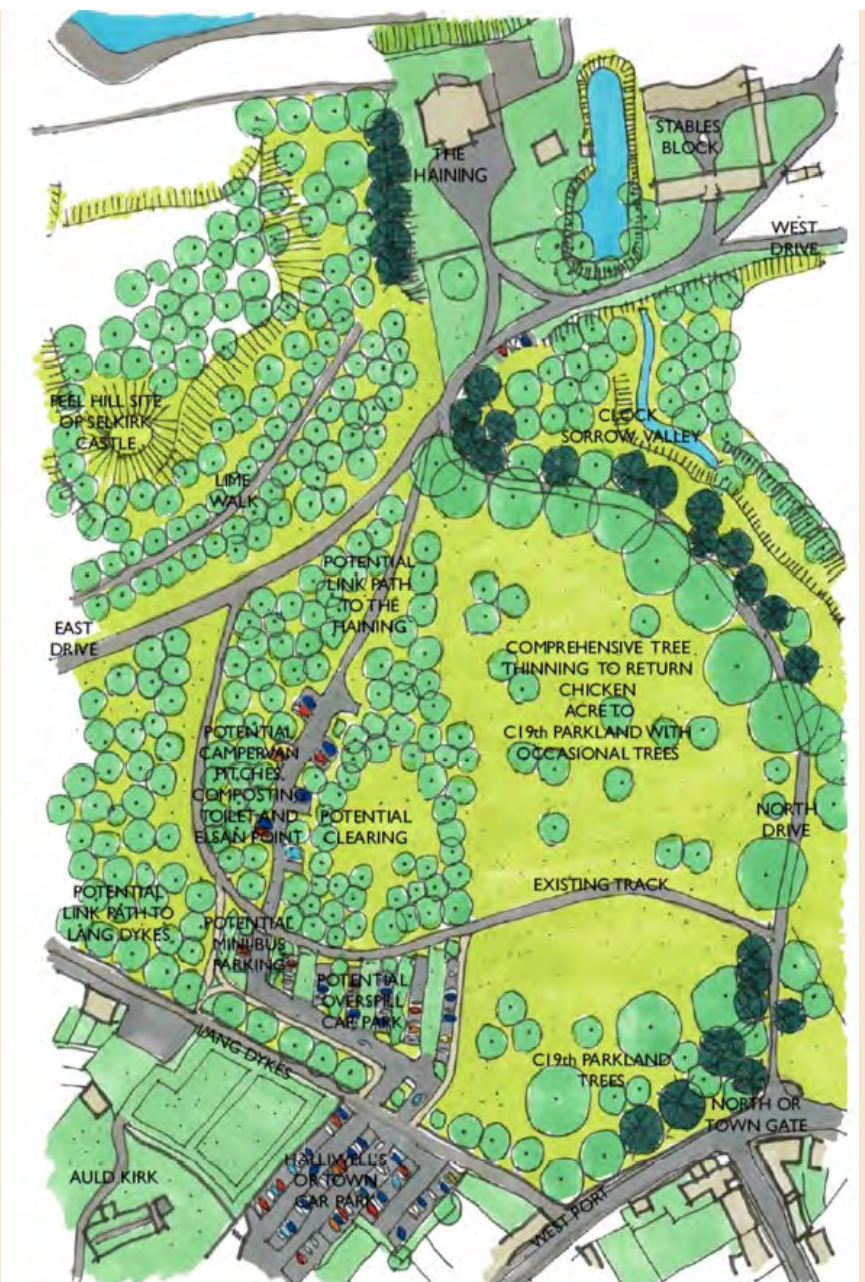 THE
HAINING
STABLES
BLOCK
WEST
DRIVE
PEEL HILL SITE
OF SELKIRK
CASTLE
CLOCK
SORROW VALLEY
LIME
WALK
POTENTIAL
LINK PATH
TO THE
HAINING
EAST
DRIVE
COMPREHENSIVE TREE
THINNING TO RETURN
CHICKEN
ACRE TO
C19th PARKLAND WITH
OCCASIONAL TREES
POTENTIAL
CAMPERVAN
PITCHES,
COMPOSTING
TOILET AND
ELSAN POINT
POTENTIAL
CLEARING
NORTH
DRIVE
EXISTING TRACK
POTENTIAL
LINK PATH TO
LANG DYKES
POTENTIAL
MINI-BUS
PARKING
POTENTIAL
OVERSPILL
CAR PARK
LANG DYKES
C19th PARKLAND
TREES
NORTH OR
TOWN GATE
AULD KIRK
HALLIWELL'S
OR TOWN
CAR PARK
WEST PORT